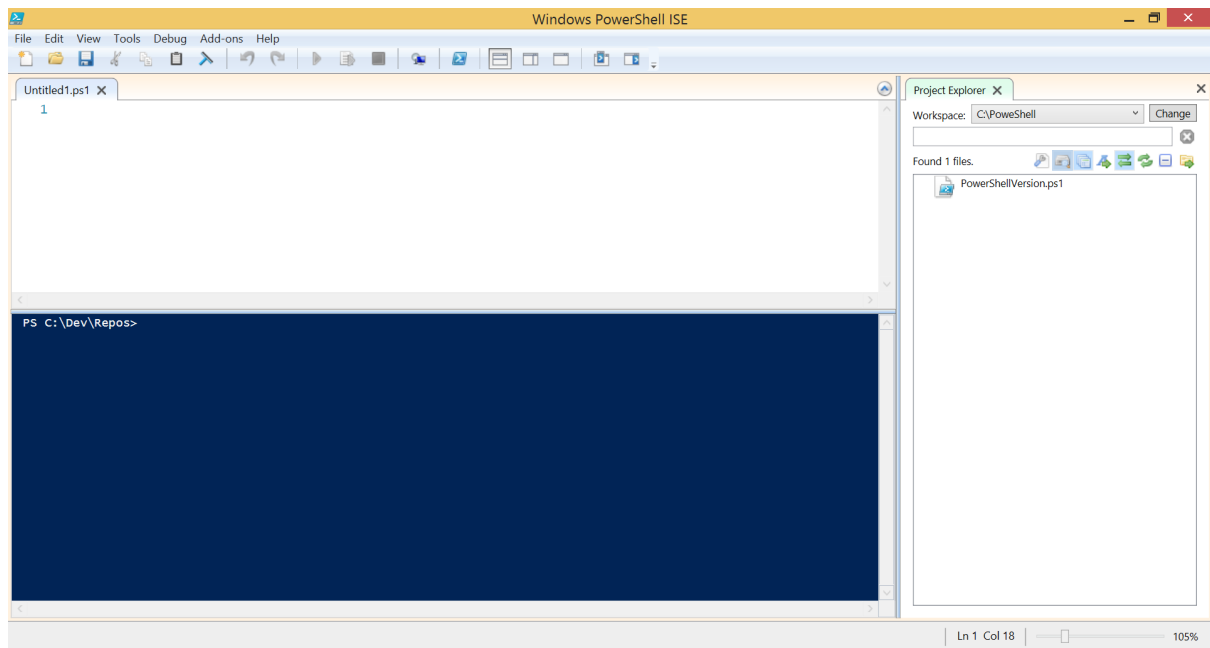 Windows PowerShell ISE
File Edit View Tools Debug Add-ons Help
Untitled1.ps1
1
PS C:\Dev\Repos>
Project Explorer
Workspace: C:\PoweShell Change
Found 1 files.
PowerShellVersion.ps1
Ln 1 Col 18 105%